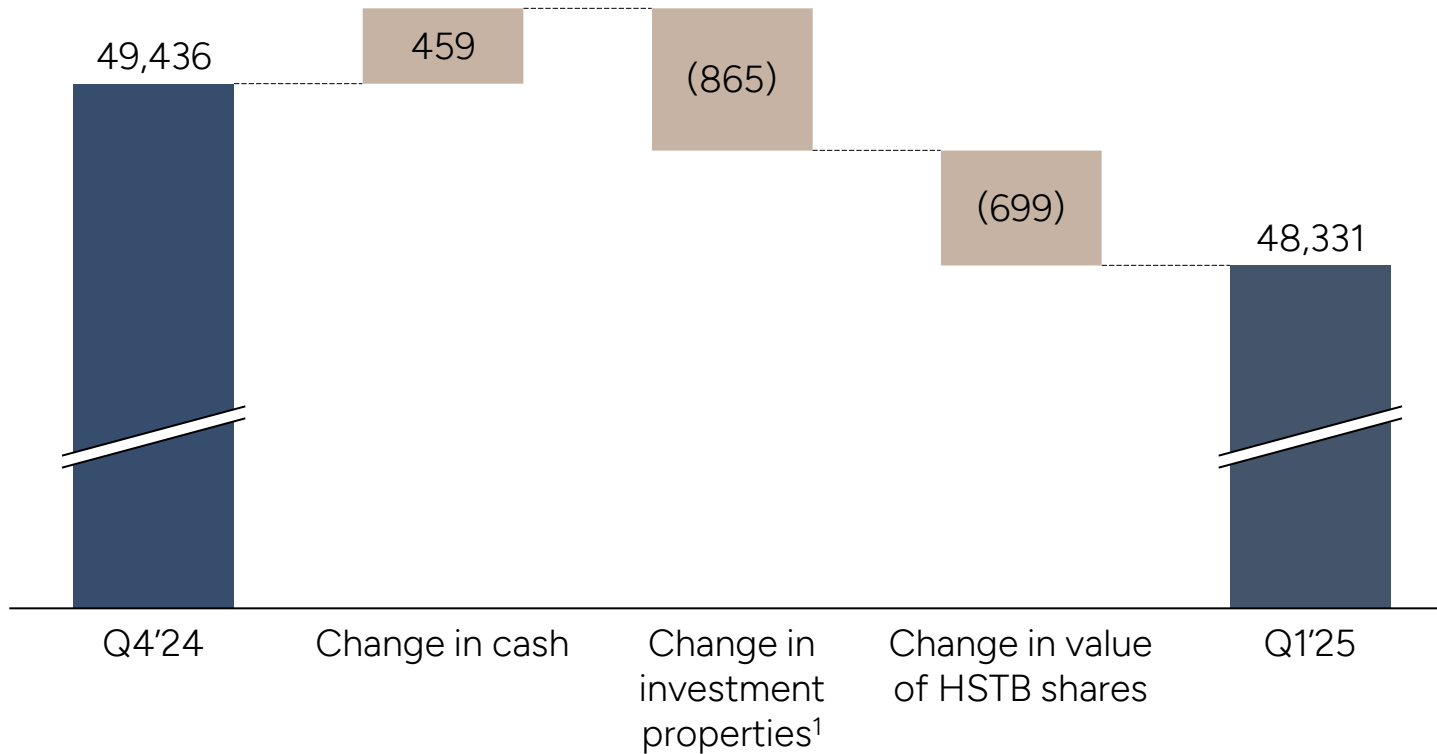 49,436
459
(865)
(699)
48,331
Q4’24
Change in cash
Change in
investment
properties¹
Change in value
of HSTB shares
Q1’25